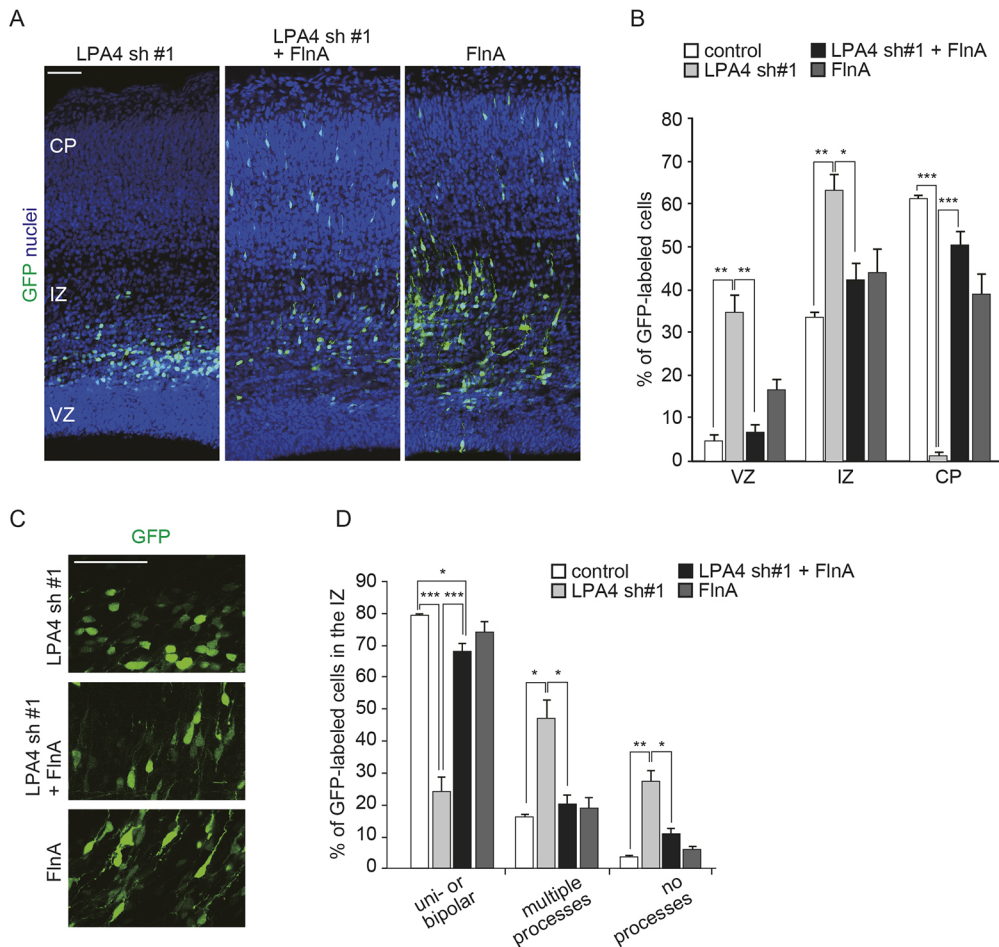 A
LPA4 sh #1
LPA4 sh #1
+ FlnA
FlnA
GFP nuclei
CP
IZ
VZ
B
control
LPA4 sh#1 + FlnA
LPA4 sh#1
FlnA
% of GFP-labeled cells
80
70
60
50
40
30
20
10
0
** **
** *
***
***
VZ
IZ
CP
C
GFP
LPA4 sh #1
LPA4 sh #1
+ FlnA
FlnA
D
control
LPA4 sh#1 + FlnA
LPA4 sh#1
FlnA
% of GFP-labeled cells in the IZ
90
80
70
60
50
40
30
20
10
0
*
*** ***
* *
** *
uni- or
bipolar
multiple
processes
no
processes